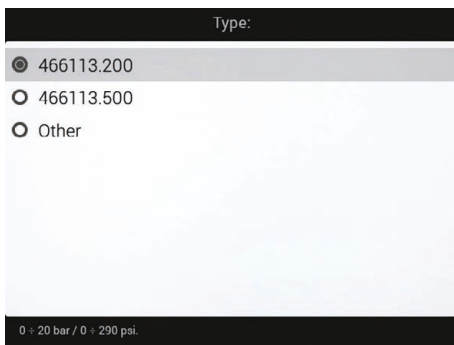 Type:
466113.200
466113.500
Other
0 ÷ 20 bar / 0 ÷ 290 psi.